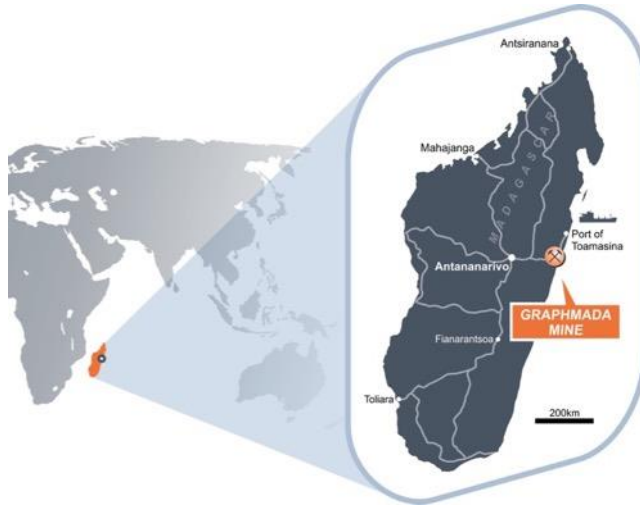 Antsiranana
Mahajanga
MADAGASCAR
Port of
Toamasina
Antananarivo
GRAPHMADA
MINE
Fianarantsoa
Toliara
200km